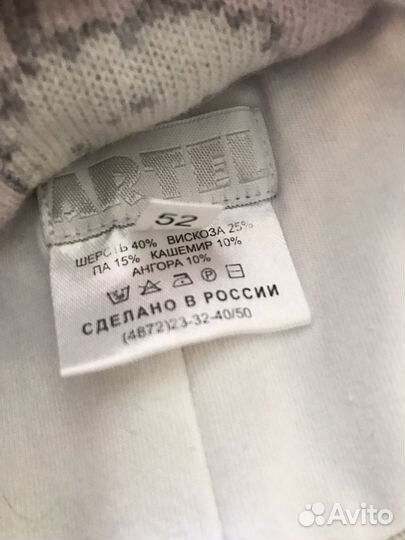 ARTEL
52
ШЕРСТЬ 40% ВИСКОЗА 25%
ПА 15% КАШЕМИР 10%
АНГОРА 10%
СДЕЛАНО В РОССИИ
(4872)23-32-40/50
Avito